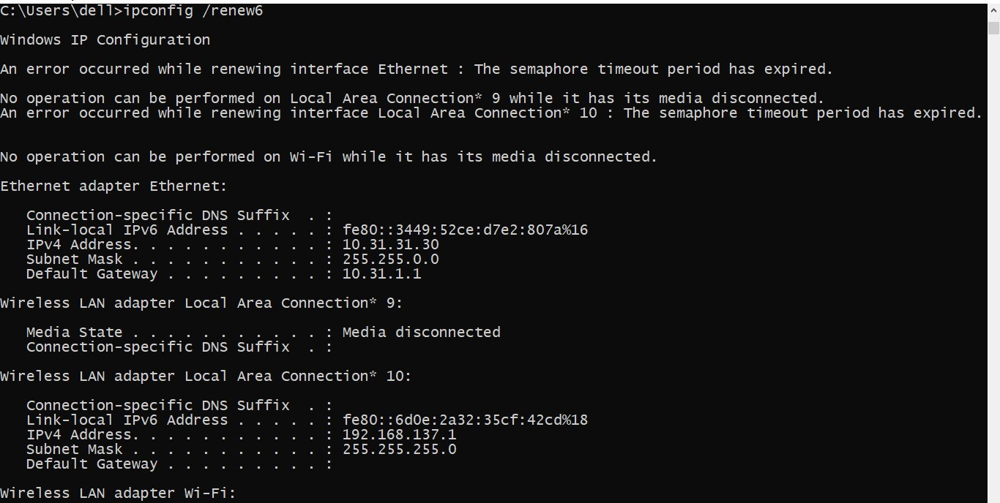 C:\Users\dell>ipconfig /renew6
Windows IP Configuration
An error occurred while renewing interface Ethernet : The semaphore timeout period has expired.
No operation can be performed on Local Area Connection* 9 while it has its media disconnected.
An error occurred while renewing interface Local Area Connection* 10 : The semaphore timeout period has expired.
No operation can be performed on Wi-Fi while it has its media disconnected.
Ethernet adapter Ethernet:
   Connection-specific DNS Suffix  . :
   Link-local IPv6 Address . . . . . : fe80::3449:52ce:d7e2:807a%16
   IPv4 Address. . . . . . . . . . . : 10.31.31.30
   Subnet Mask . . . . . . . . . . . : 255.255.0.0
   Default Gateway . . . . . . . . . : 10.31.1.1
Wireless LAN adapter Local Area Connection* 9:
   Media State . . . . . . . . . . . : Media disconnected
   Connection-specific DNS Suffix  . :
Wireless LAN adapter Local Area Connection* 10:
   Connection-specific DNS Suffix  . :
   Link-local IPv6 Address . . . . . : fe80::6d0e:2a32:35cf:42cd%18
   IPv4 Address. . . . . . . . . . . : 192.168.137.1
   Subnet Mask . . . . . . . . . . . : 255.255.255.0
   Default Gateway . . . . . . . . . :
Wireless LAN adapter Wi-Fi: